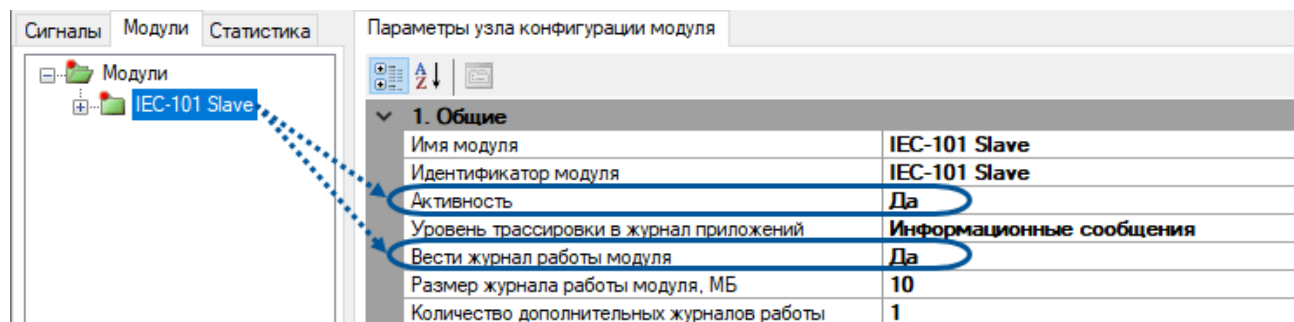 Сигналы Модули Статистика
Параметры узла конфигурации модуля
Модули
IEC-101 Slave
1. Общие
Имя модуля IEC-101 Slave
Идентификатор модуля IEC-101 Slave
Активность Да
Уровень трассировки в журнал приложений Информационные сообщения
Вести журнал работы модуля Да
Размер журнала работы модуля, МБ 10
Количество дополнительных журналов работы 1